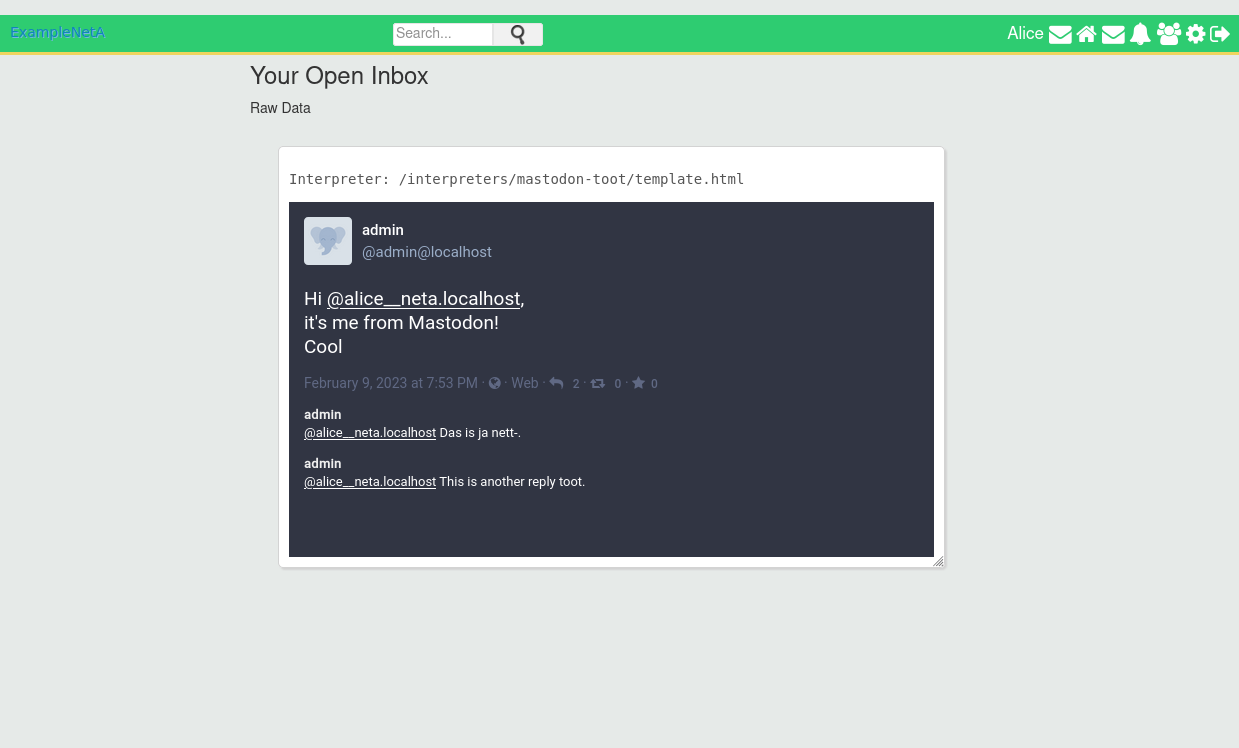 ExampleNetA
Search...
Alice
Your Open Inbox
Raw Data
Interpreter: /interpreters/mastodon-toot/template.html
admin
@admin@localhost
Hi @alice__neta.localhost,
it's me from Mastodon!
Cool
February 9, 2023 at 7:53 PM · · Web · 2 · 0 · 0
admin
@alice__neta.localhost Das is ja nett-.
admin
@alice__neta.localhost This is another reply toot.